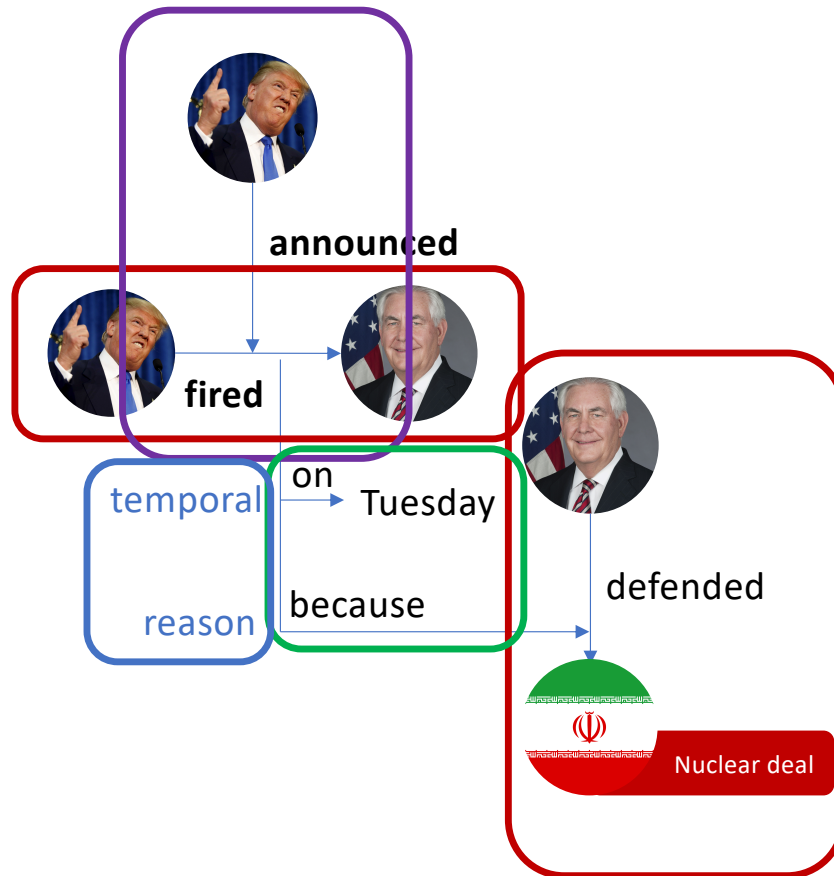 announced
fired
on
temporal
Tuesday
because
reason
defended
Nuclear deal